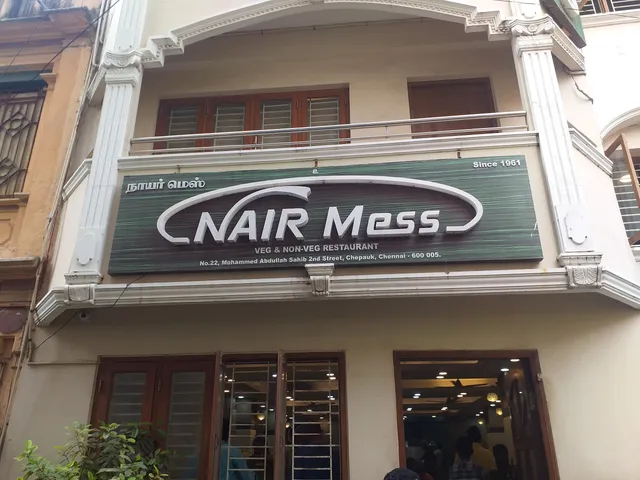 Since 1961
நாயர் மெஸ்
NAIR Mess
VEG & NON-VEG RESTAURANT
No.22, Mohammed Abdullah Sahib 2nd Street, Chepauk, Chennai - 600 005.